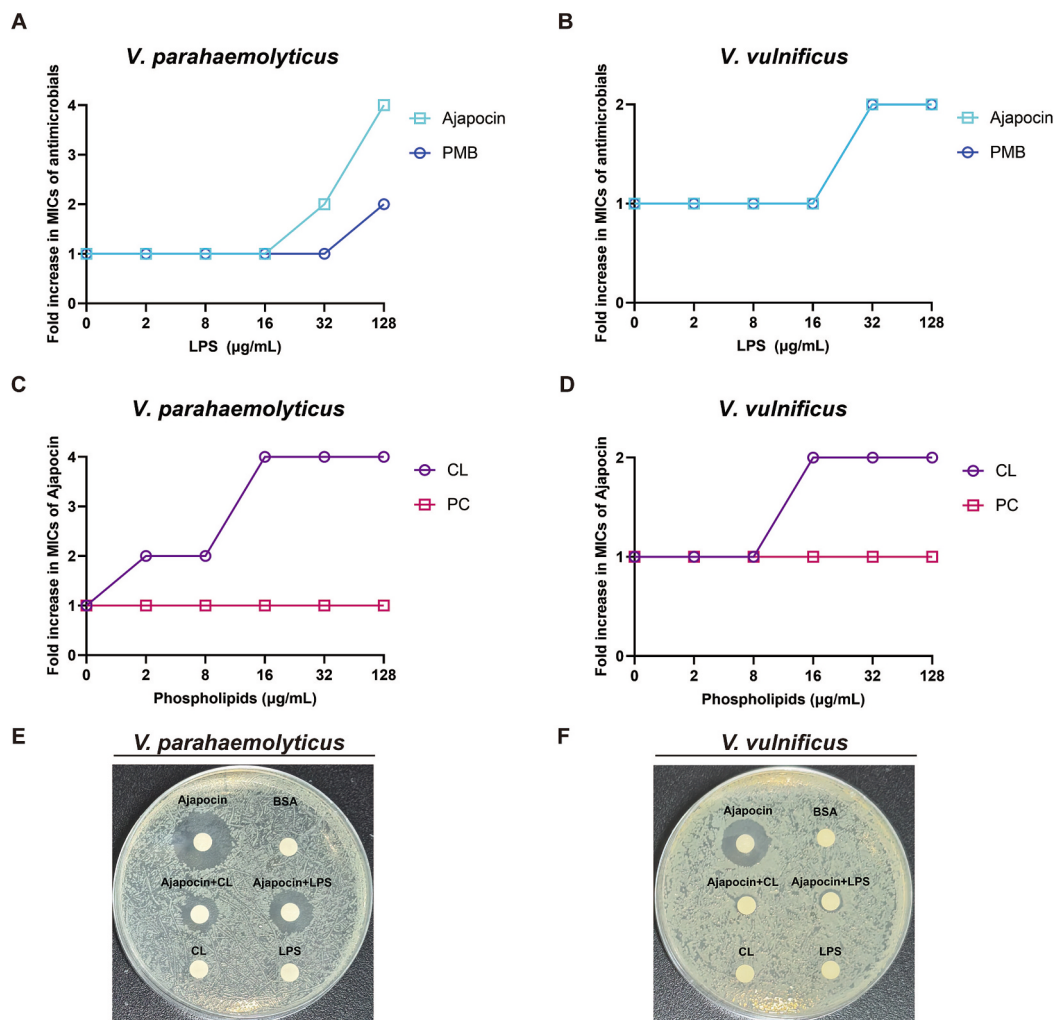 A
V. parahaemolyticus
Fold increase in MICs of antimicrobials
4
3
2
1
0
0 2 8 16 32 128
LPS (μg/mL)
Ajapocin
PMB
B
V. vulnificus
Fold increase in MICs of antimicrobials
2
1
0
0 2 8 16 32 128
LPS (μg/mL)
Ajapocin
PMB
C
V. parahaemolyticus
Fold increase in MICs of Ajapocin
4
3
2
1
0
0 2 8 16 32 128
Phospholipids (μg/mL)
CL
PC
D
V. vulnificus
Fold increase in MICs of Ajapocin
2
1
0
0 2 8 16 32 128
Phospholipids (μg/mL)
CL
PC
E
V. parahaemolyticus
Ajapocin BSA
Ajapocin+CL Ajapocin+LPS
CL LPS
F
V. vulnificus
Ajapocin BSA
Ajapocin+CL Ajapocin+LPS
CL LPS